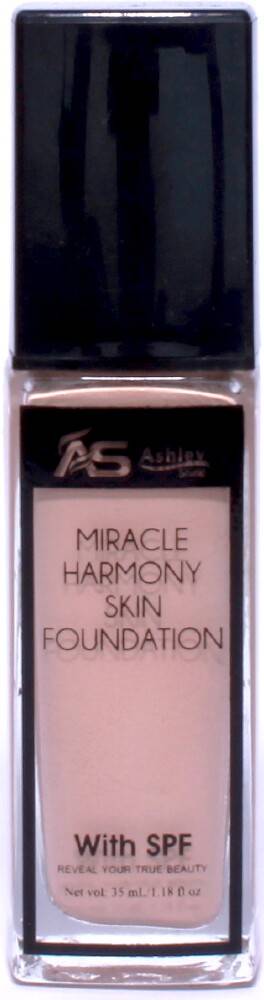 AS Ashley
MIRACLE
HARMONY
SKIN
FOUNDATION
With SPF
REVEAL YOUR TRUE BEAUTY
Net vol: 35 mL/1.18 fl oz